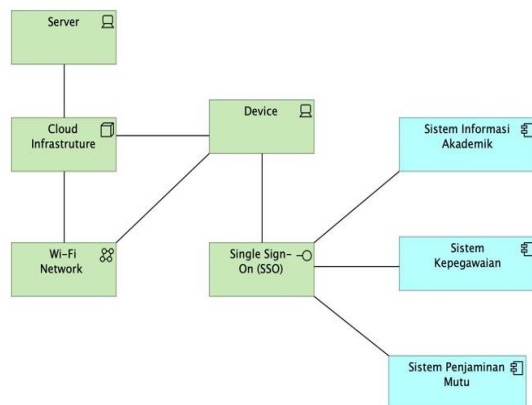 Server
Cloud
Infrastruture
Device
Sistem Informasi
Akademik
Wi-Fi
Network
Single Sign-
On (SSO)
Sistem
Kepegawaian
Sistem Penjaminan
Mutu